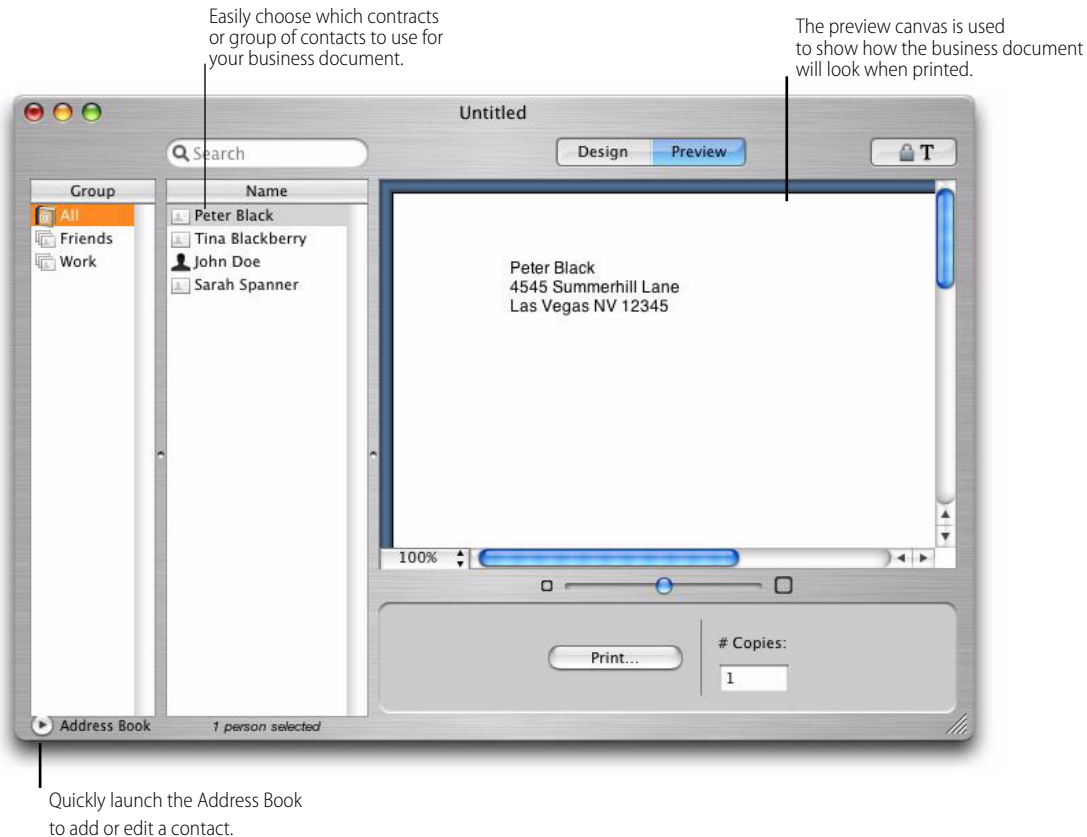 Easily choose which contracts
or group of contacts to use for
your business document.
The preview canvas is used
to show how the business document
will look when printed.
Untitled
Search
Design Preview
T
Group
All
Friends
Work
Name
Peter Black
Tina Blackberry
John Doe
Sarah Spanner
Peter Black
4545 Summerhill Lane
Las Vegas NV 12345
100%
Print...
# Copies:
1
Address Book
1 person selected
Quickly launch the Address Book
to add or edit a contact.